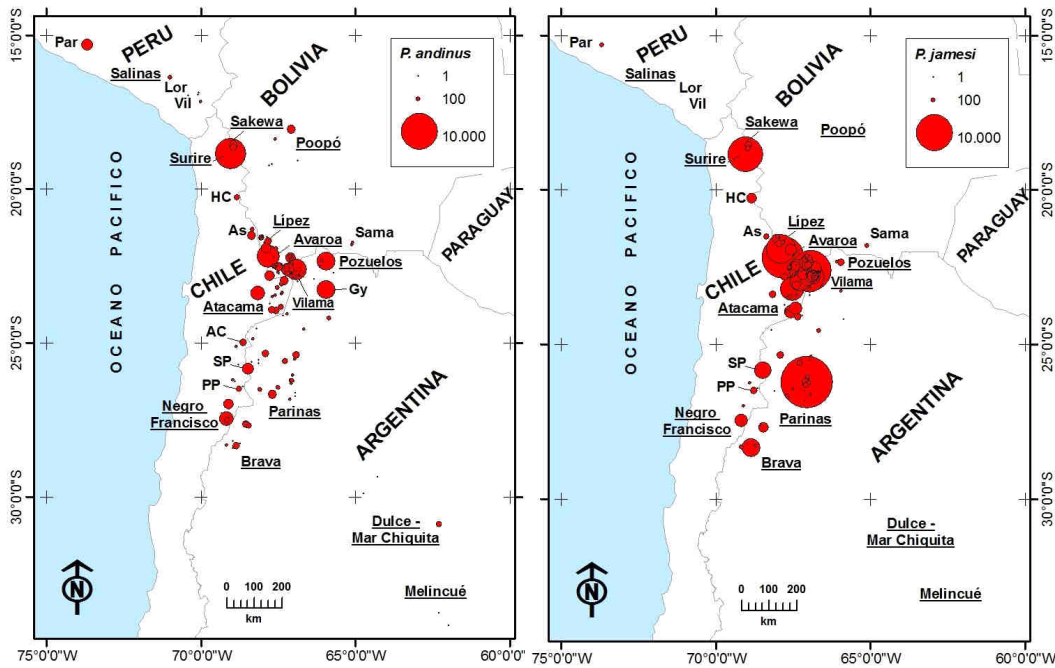 15°0'0"S
20°0'0"S
25°0'0"S
30°0'0"S
PERU
BOLIVIA
Par
Salinas
Lor
Vil
Sakewa
Poopó
Surire
HC
As
Lipez
Avaroa
Sama
CHILE
Pozuelos
Gy
Atacama
Vilama
AC
SP
PP
Negro
Francisco
Parinas
Brava
ARGENTINA
PARAGUAY
OCEANO PACIFICO
Dulce -
Mar Chiquita
Melincué
P. andinus
1
100
10.000
N
0 100 200
km
75°0'0"W 70°0'0"W 65°0'0"W 60°0'0"W
PERU
BOLIVIA
Par
Salinas
Lor
Vil
Sakewa
Poopó
Surire
HC
As
Lipez
Avaroa
Sama
CHILE
Pozuelos
Vilama
Atacama
SP
PP
Negro
Francisco
Parinas
Brava
ARGENTINA
PARAGUAY
OCEANO PACIFICO
Dulce -
Mar Chiquita
Melincué
P. jamesi
1
100
10.000
N
0 100 200
km
75°0'0"W 70°0'0"W 65°0'0"W 60°0'0"W
15°0'0"S
20°0'0"S
25°0'0"S
30°0'0"S